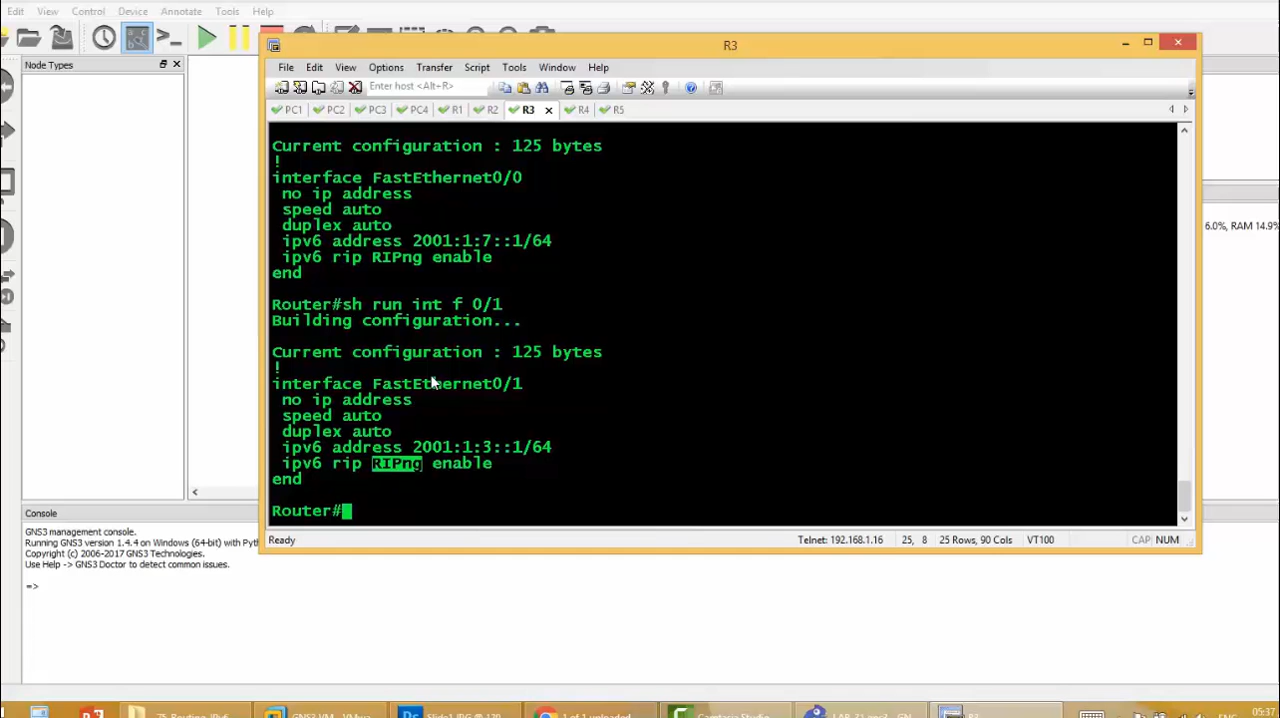 Edit View Control Device Annotate Tools Help
R3
Node Types
File Edit View Options Transfer Script Tools Window Help
Enter host <Alt+R>
PC1 PC2 PC3 PC4 R1 R2 R3 R4 R5
Current configuration : 125 bytes
!
interface FastEthernet0/0
no ip address
speed auto
duplex auto
ipv6 address 2001:1:7::1/64
ipv6 rip RIPng enable
end
Router#sh run int f 0/1
Building configuration...
Current configuration : 125 bytes
!
interface FastEthernet0/1
no ip address
speed auto
duplex auto
ipv6 address 2001:1:3::1/64
ipv6 rip RIPng enable
end
Router#
6.0%, RAM 14.9%
Ready Telnet: 192.168.1.16 25, 8 25 Rows, 90 Cols VT100 CAP NUM
Console
GNS3 management console.
Running GNS3 version 1.4.4 on Windows (64-bit) with
Copyright (c) 2006-2017 GNS3 Technologies.
Use Help -> GNS3 Doctor to detect common issues.
=>
05:37